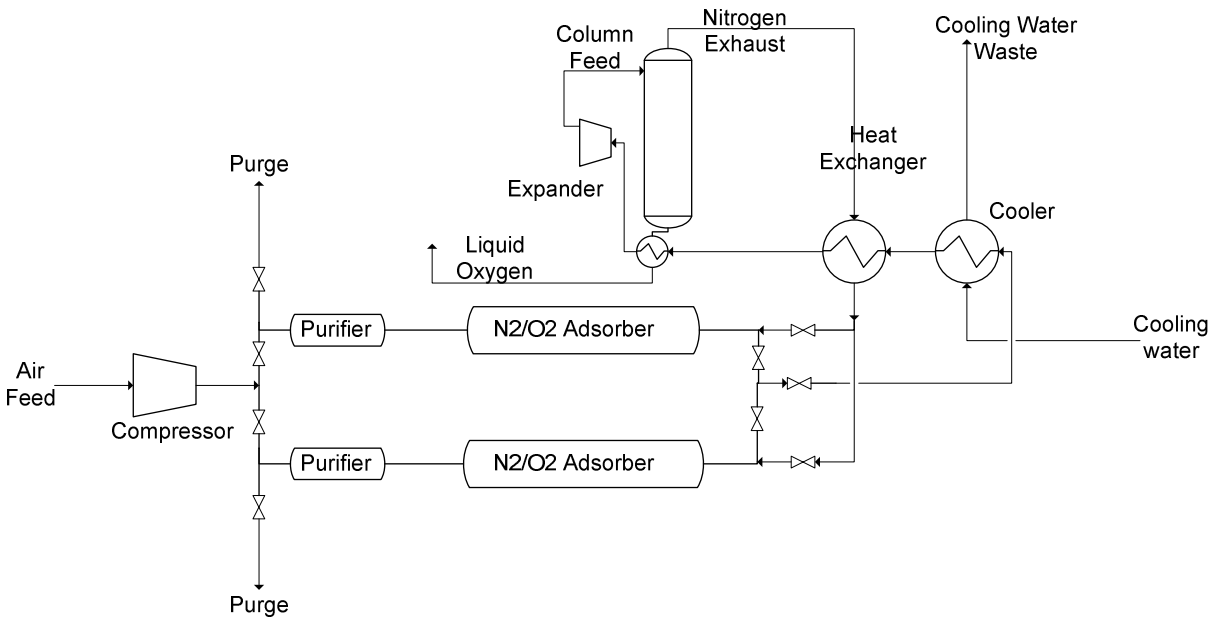 Nitrogen
Exhaust
Cooling Water
Waste
Column
Feed
Heat
Exchanger
Purge
Expander
Cooler
Liquid
Oxygen
Purifier
N2/O2 Adsorber
Cooling
water
Air
Feed
Compressor
Purifier
N2/O2 Adsorber
Purge